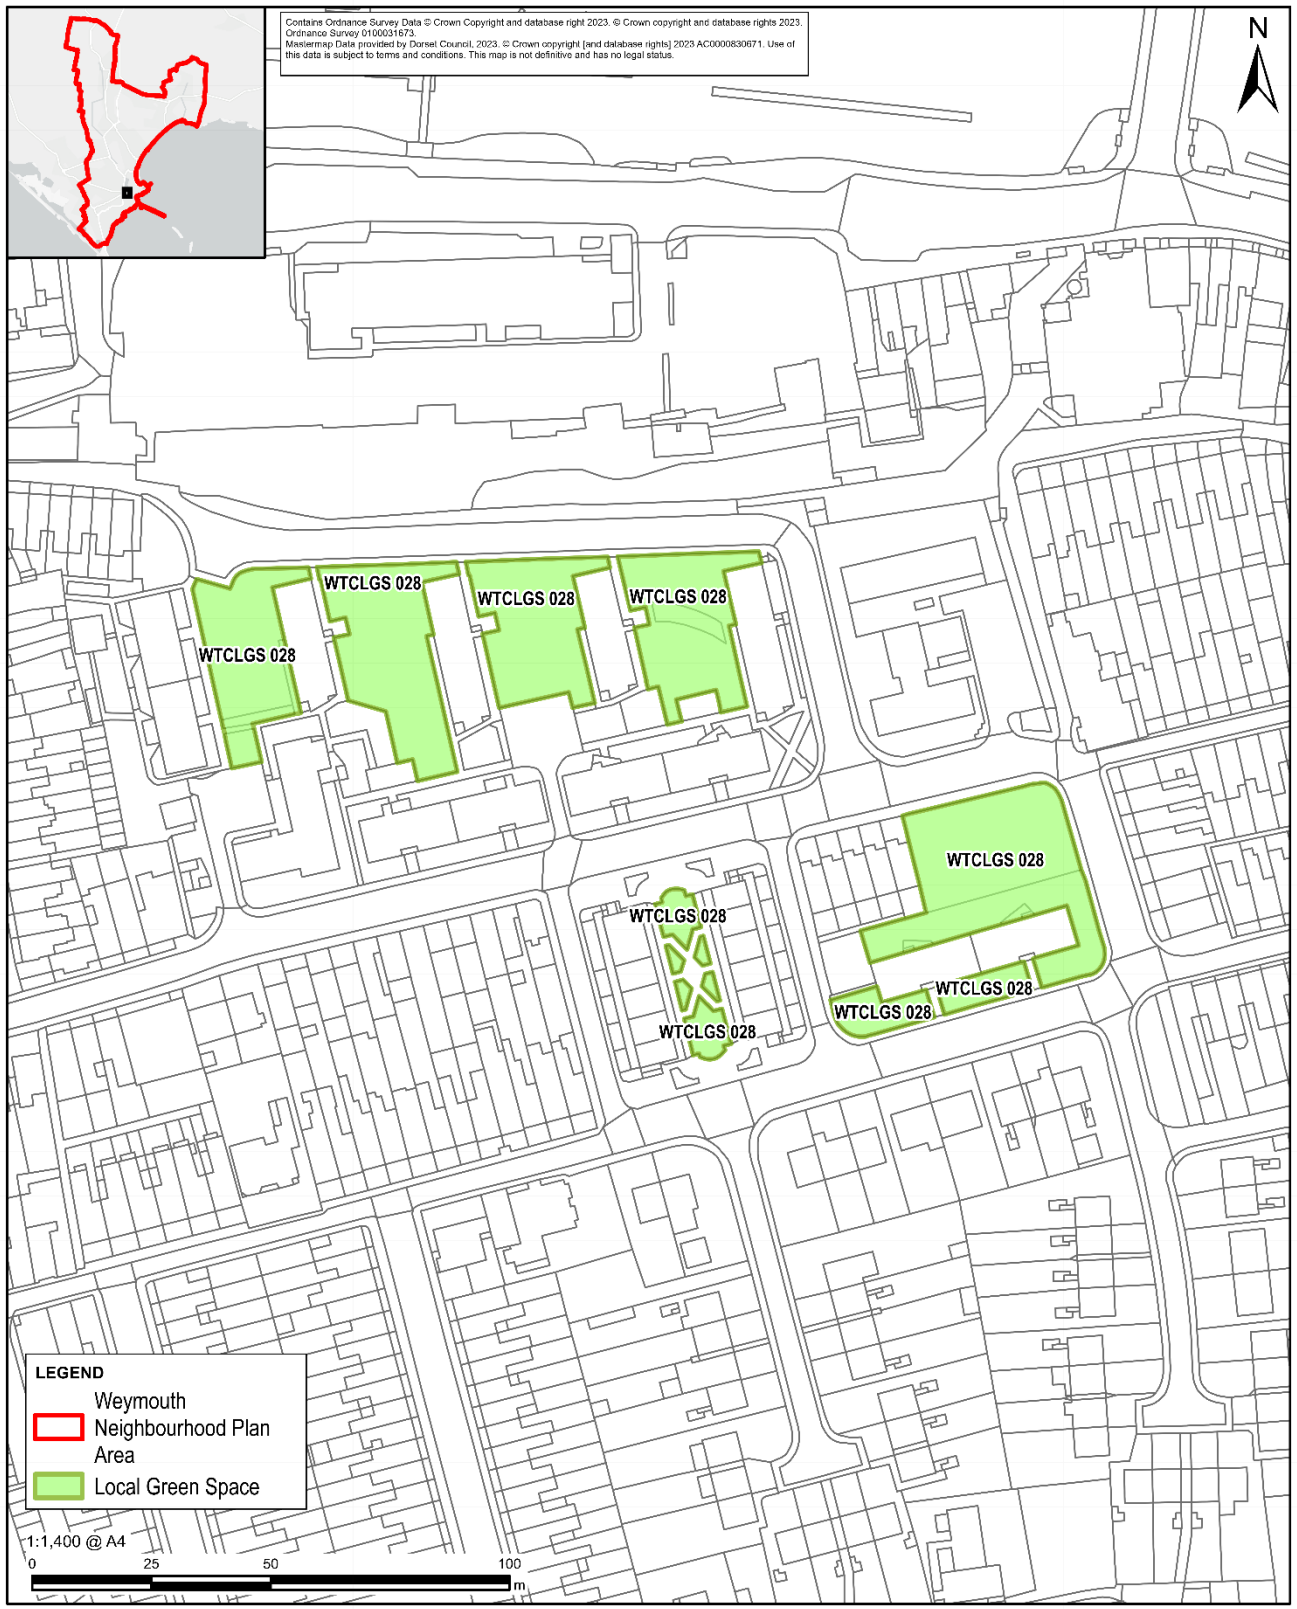 Contains Ordnance Survey Data © Crown Copyright and database right 2023. © Crown copyright and database rights 2023.
Ordnance Survey 0100031673.
Mastermap Data provided by Dorset Council, 2023. © Crown copyright [and database rights] 2023 AC0000830671. Use of
this data is subject to terms and conditions. This map is not definitive and has no legal status.
N
WTCLGS 028
WTCLGS 028
WTCLGS 028
WTCLGS 028
WTCLGS 028
WTCLGS 028
WTCLGS 028
WTCLGS 028
WTCLGS 028
LEGEND
Weymouth
Neighbourhood Plan
Area
Local Green Space
1:1,400 @ A4
0 25 50 100
m